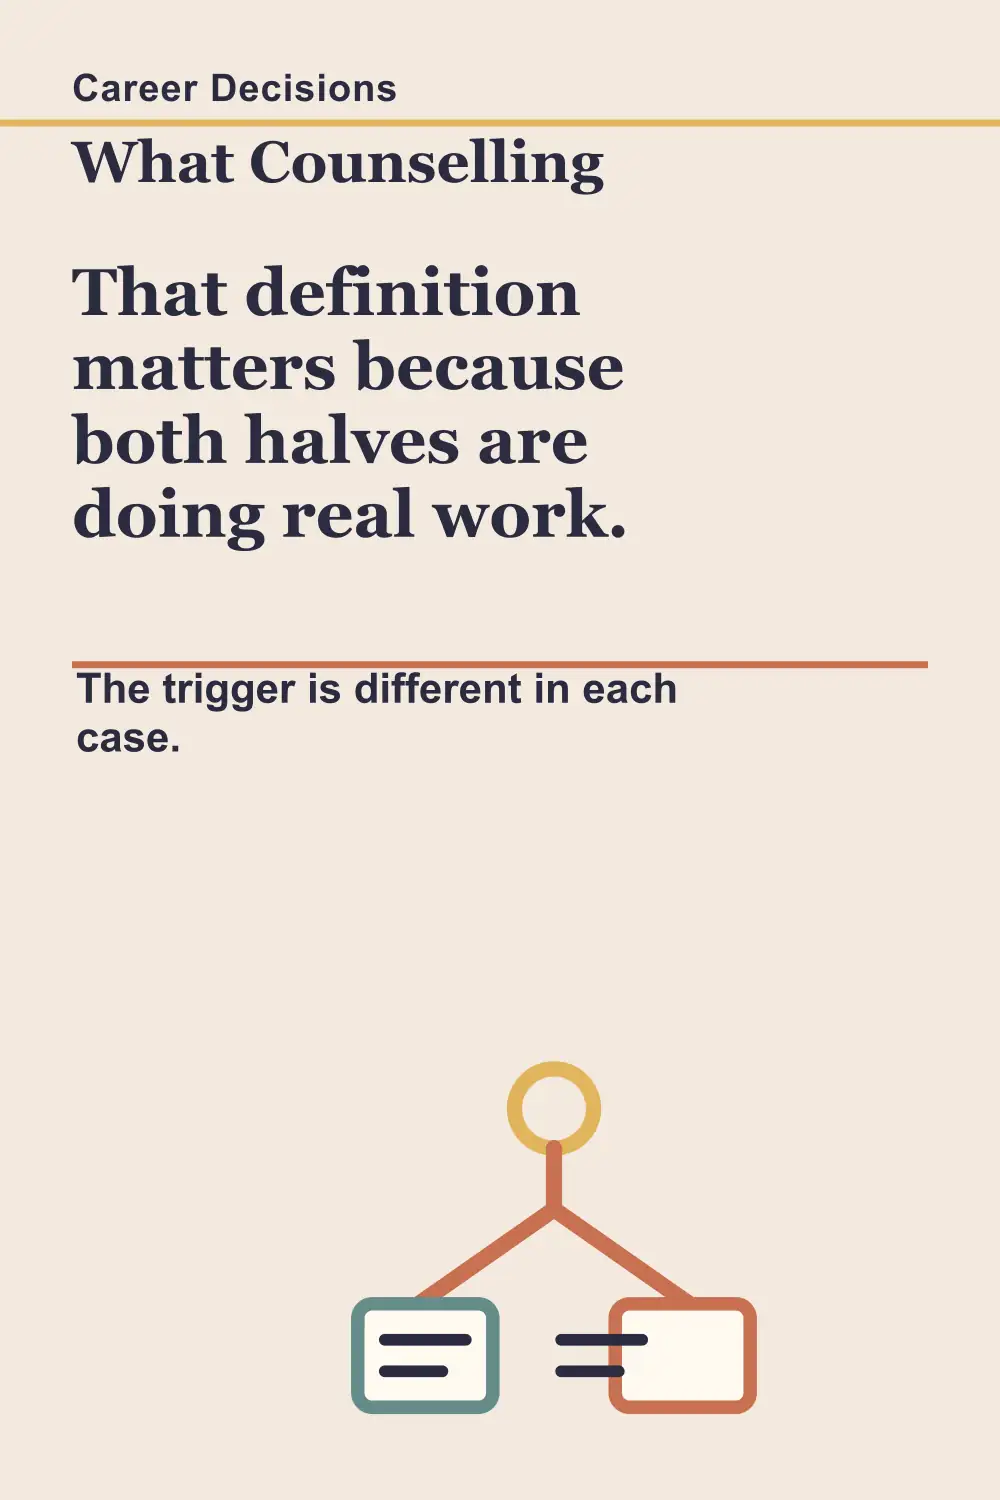 Career Decisions
What Counselling
That definition
matters because
both halves are
doing real work.
The trigger is different in each
case.